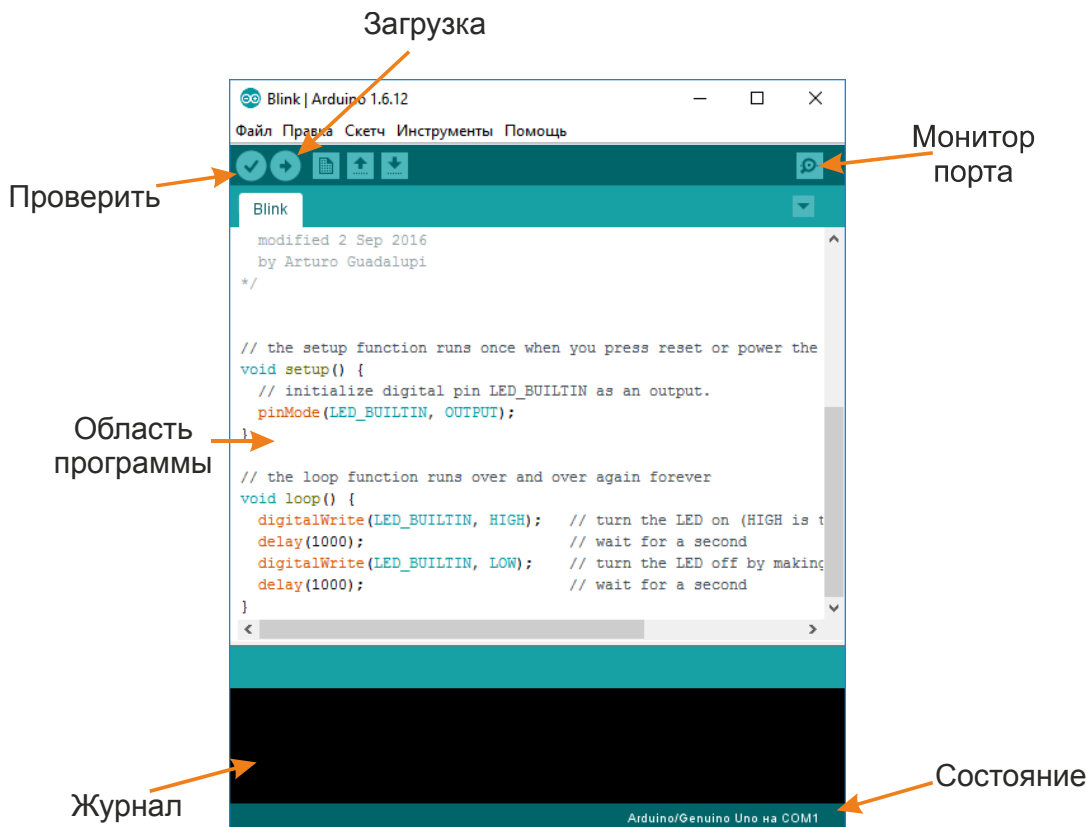 Загрузка
Blink | Arduino 1.6.12
Файл Правка Скетч Инструменты Помощь
Монитор
порта
Проверить
Blink
modified 2 Sep 2016
by Arturo Guadalupi
*/
// the setup function runs once when you press reset or power the
void setup() {
// initialize digital pin LED_BUILTIN as an output.
pinMode(LED_BUILTIN, OUTPUT);
}
Область
программы
// the loop function runs over and over again forever
void loop() {
digitalWrite(LED_BUILTIN, HIGH); // turn the LED on (HIGH is t
delay(1000); // wait for a second
digitalWrite(LED_BUILTIN, LOW); // turn the LED off by making
delay(1000); // wait for a second
}
Журнал
Состояние
Arduino/Genuino Uno на COM1